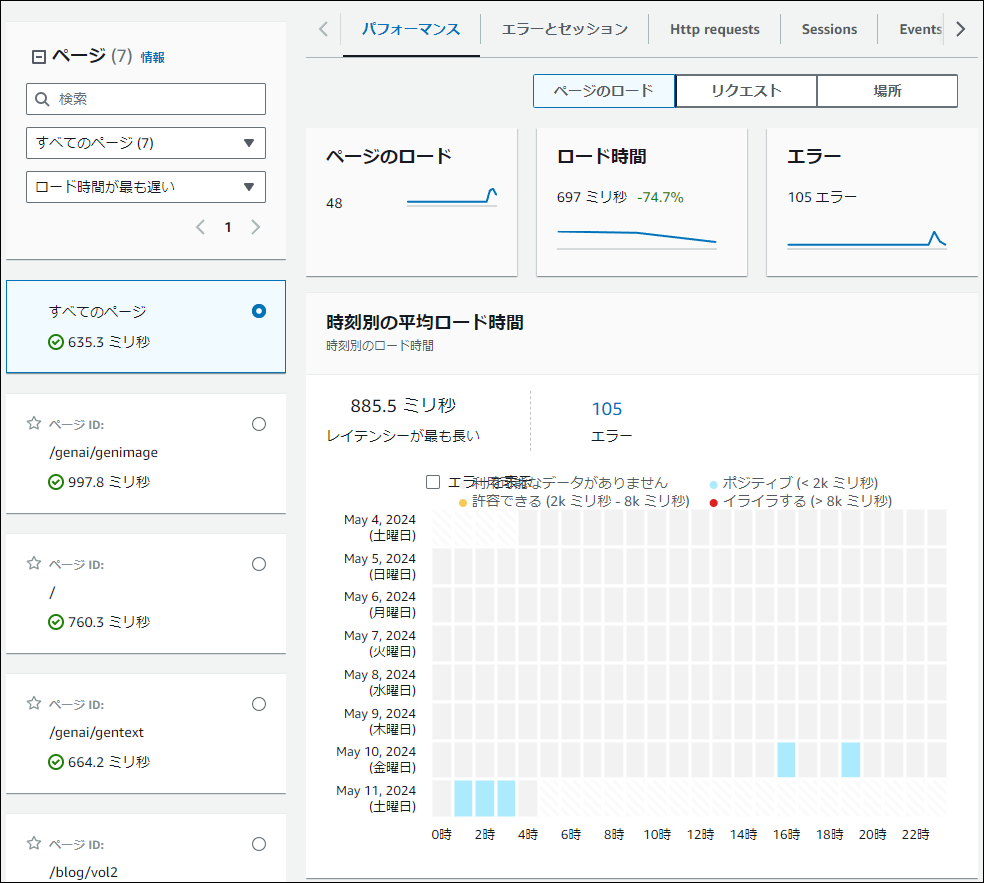 ページ (7) 情報
検索
すべてのページ (7)
ロード時間が最も遅い
1
すべてのページ
635.3 ミリ秒
ページ ID:
/genai/genimage
997.8 ミリ秒
ページ ID:
/
760.3 ミリ秒
ページ ID:
/genai/gentext
664.2 ミリ秒
ページ ID:
/blog/vol2
パフォーマンス エラーとセッション Http requests Sessions Events
ページのロード リクエスト 場所
ページのロード
48
ロード時間
697 ミリ秒 -74.7%
エラー
105 エラー
時刻別の平均ロード時間
時刻別のロード時間
885.5 ミリ秒
レイテンシーが最も長い
105
エラー
エラーを表示
利用可能なデータがありません ポジティブ (< 2k ミリ秒)
許容できる (2k ミリ秒 - 8k ミリ秒) イライラする (> 8k ミリ秒)
May 4, 2024
(土曜日)
May 5, 2024
(日曜日)
May 6, 2024
(月曜日)
May 7, 2024
(火曜日)
May 8, 2024
(水曜日)
May 9, 2024
(木曜日)
May 10, 2024
(金曜日)
May 11, 2024
(土曜日)
0時 2時 4時 6時 8時 10時 12時 14時 16時 18時 20時 22時